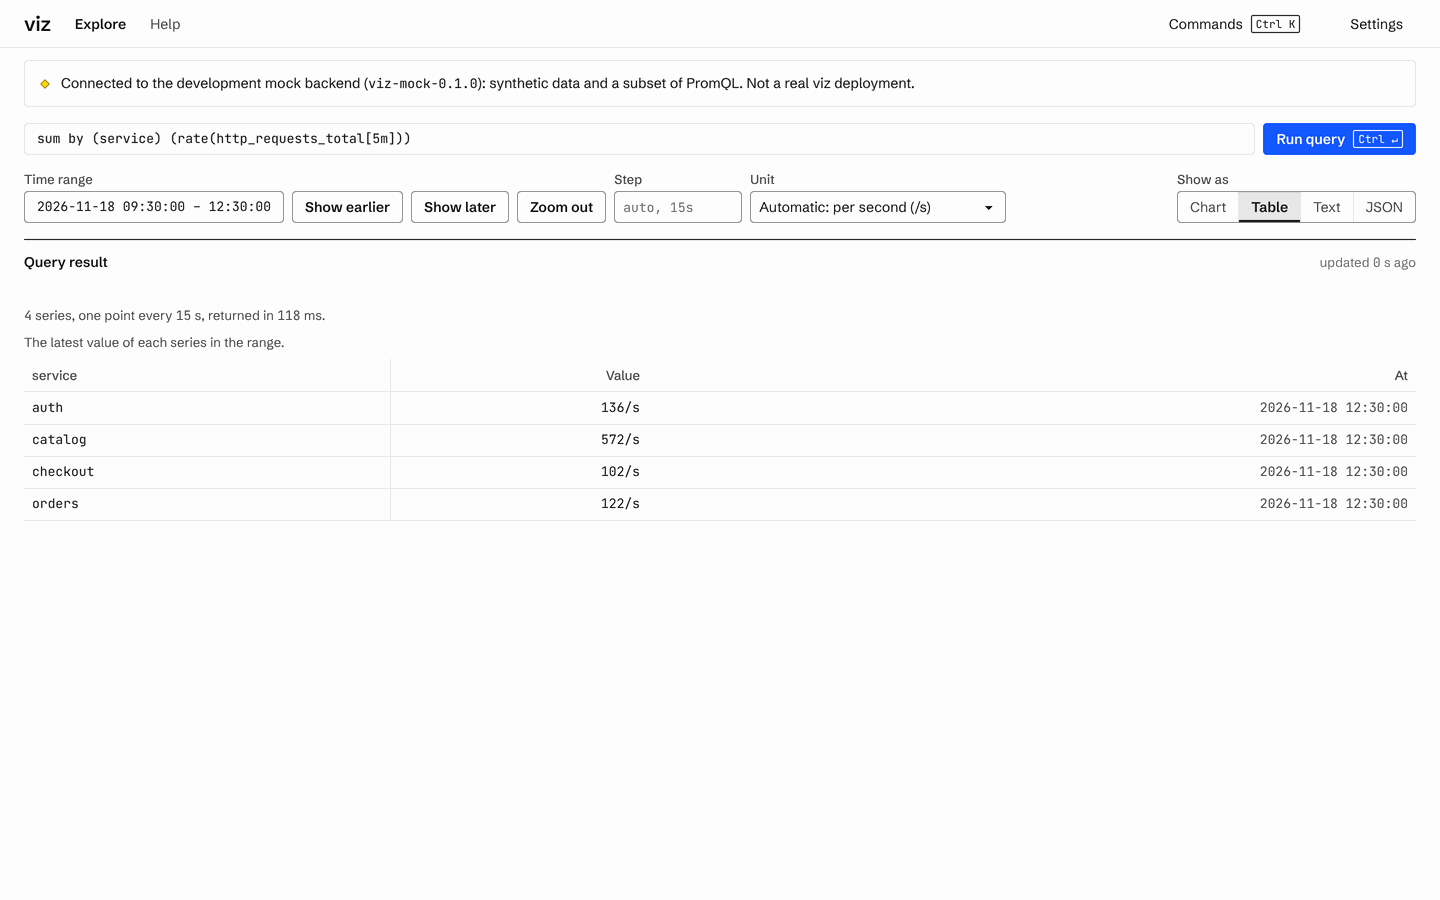 viz Explore Help Commands Ctrl K Settings
Connected to the development mock backend (viz-mock-0.1.0): synthetic data and a subset of PromQL. Not a real viz deployment.
sum by (service) (rate(http_requests_total[5m])) Run query Ctrl ↵
Time range Step Unit Show as
2026-11-18 09:30:00 – 12:30:00 Show earlier Show later Zoom out auto, 15s Automatic: per second (/s) Chart Table Text JSON
Query result updated 0 s ago
4 series, one point every 15 s, returned in 118 ms.
The latest value of each series in the range.
service Value At
auth 136/s 2026-11-18 12:30:00
catalog 572/s 2026-11-18 12:30:00
checkout 102/s 2026-11-18 12:30:00
orders 122/s 2026-11-18 12:30:00